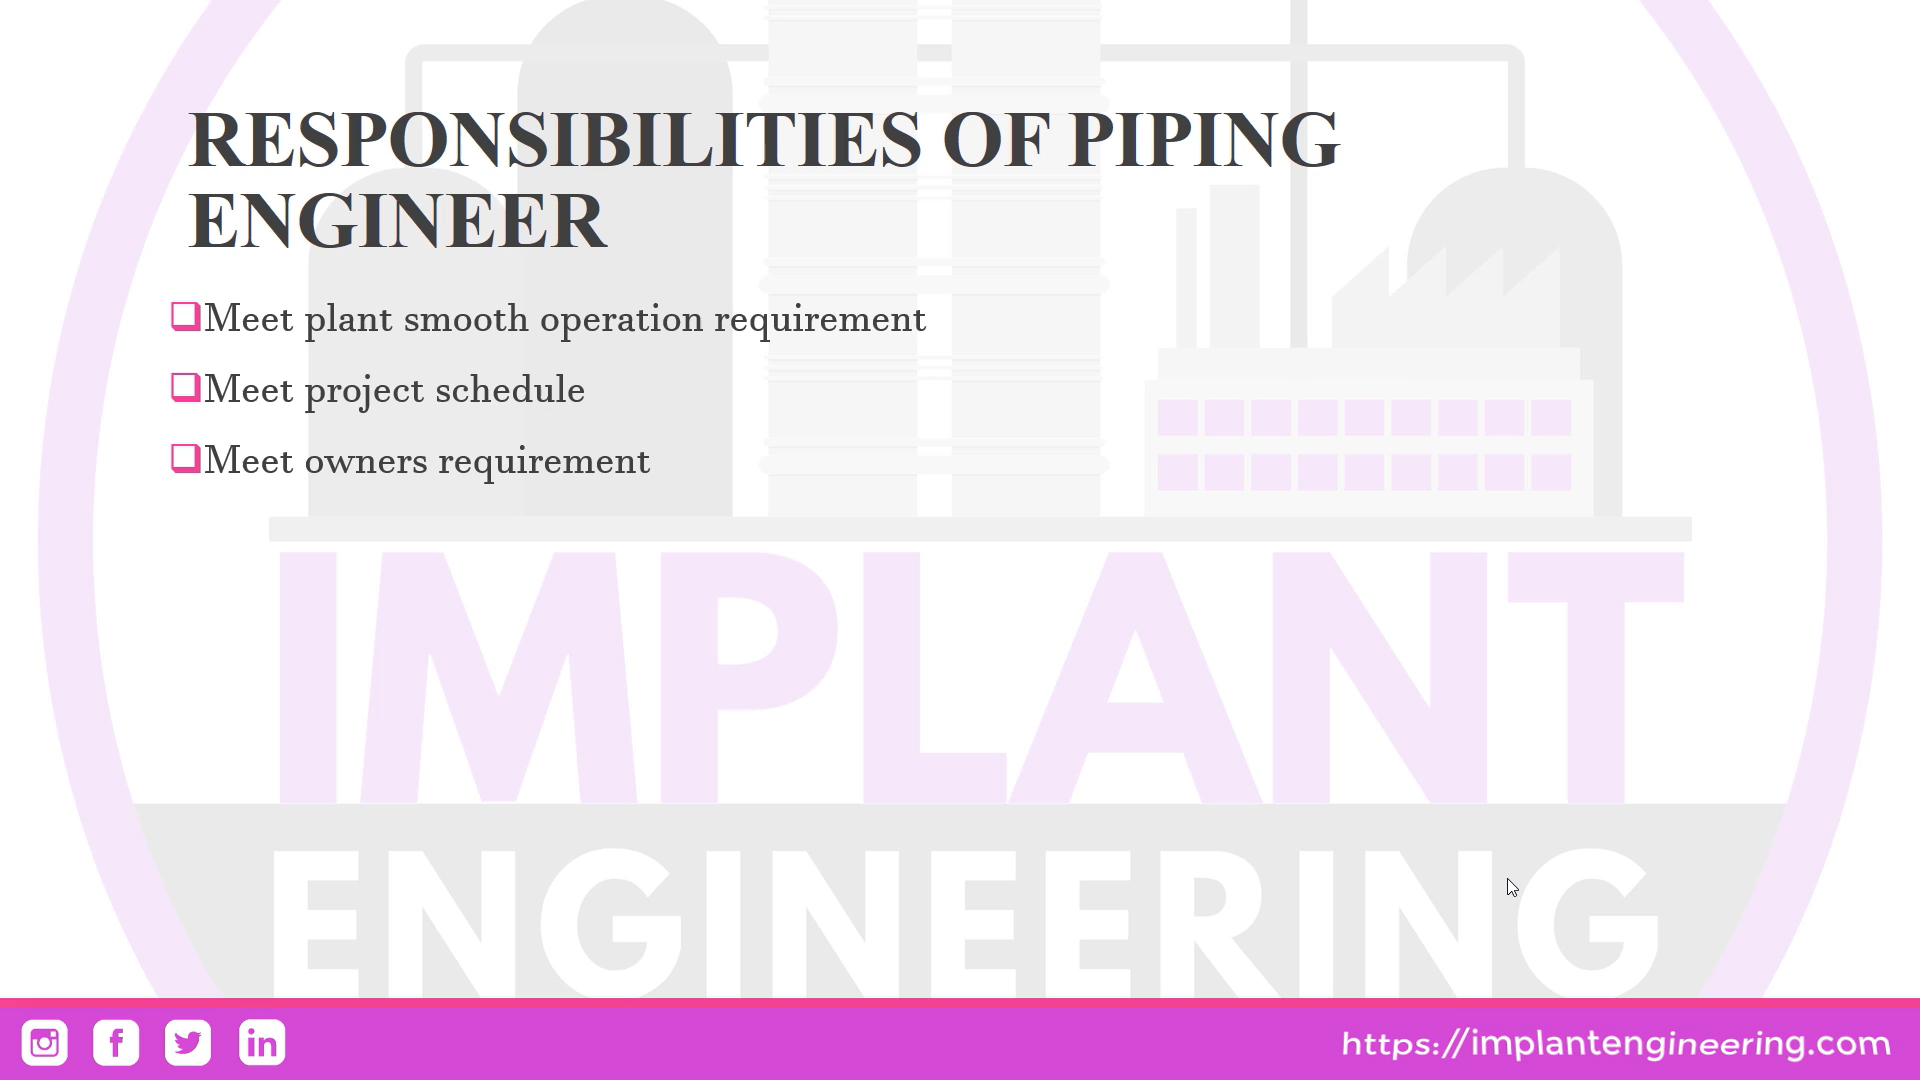 RESPONSIBILITIES OF PIPING
ENGINEER
Meet plant smooth operation requirement
Meet project schedule
Meet owners requirement
IMPLANT
ENGINEERING
https://implantengineering.com